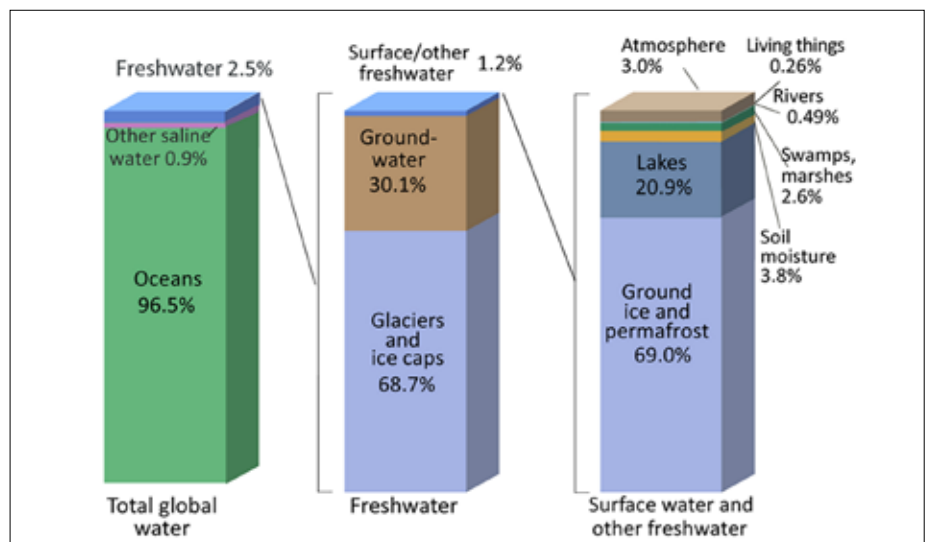 Freshwater 2.5%
Other saline
water 0.9%
Oceans
96.5%
Total global
water
Surface/other
freshwater
1.2%
Ground-
water
30.1%
Glaciers
and
ice caps
68.7%
Freshwater
Atmosphere
3.0%
Living things
0.26%
Rivers
0.49%
Swamps,
marshes
2.6%
Soil
moisture
3.8%
Lakes
20.9%
Ground
ice and
permafrost
69.0%
Surface water and
other freshwater